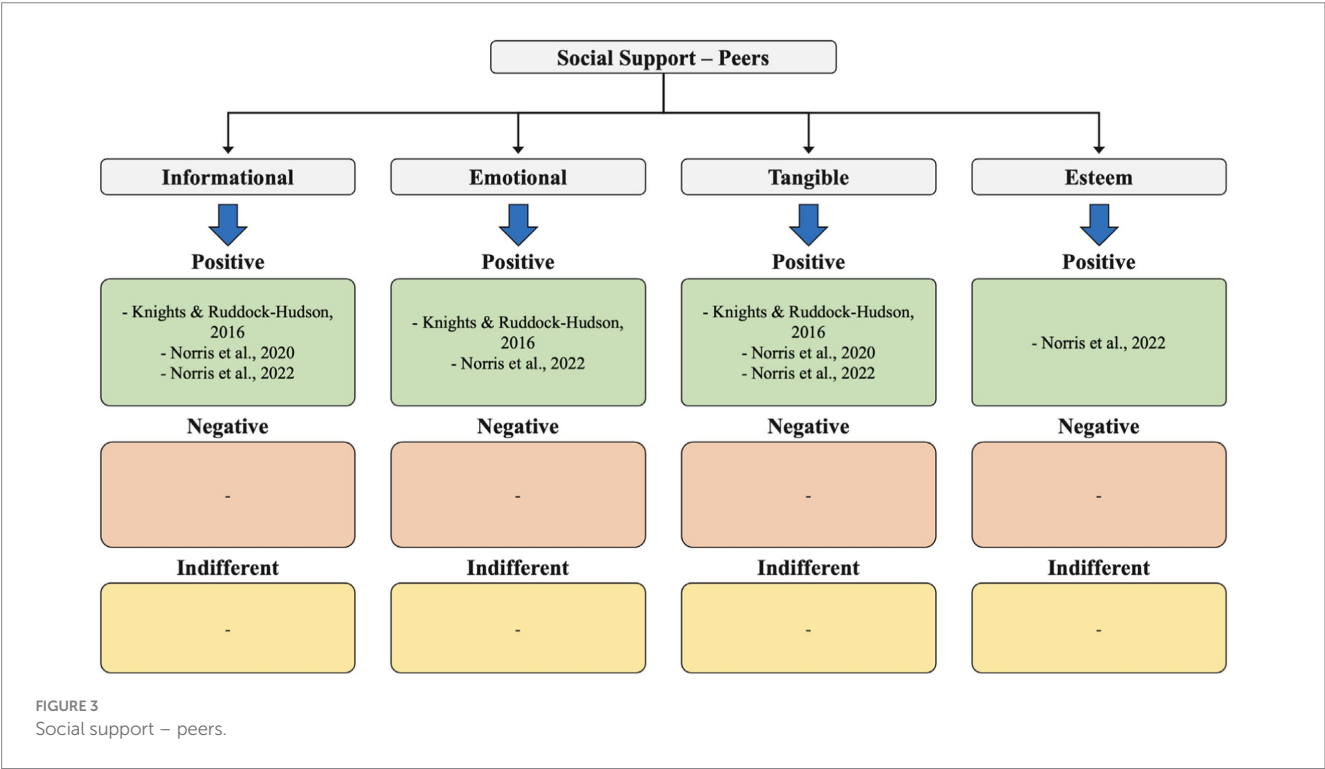 Social Support – Peers
Informational
Emotional
Tangible
Esteem
Positive
Positive
Positive
Positive
- Knights & Ruddock-Hudson,
2016
- Norris et al., 2020
- Norris et al., 2022
- Knights & Ruddock-Hudson,
2016
- Norris et al., 2022
- Knights & Ruddock-Hudson,
2016
- Norris et al., 2020
- Norris et al., 2022
- Norris et al., 2022
Negative
Negative
Negative
Negative
-
-
-
-
Indifferent
Indifferent
Indifferent
Indifferent
-
-
-
-
FIGURE 3
Social support – peers.